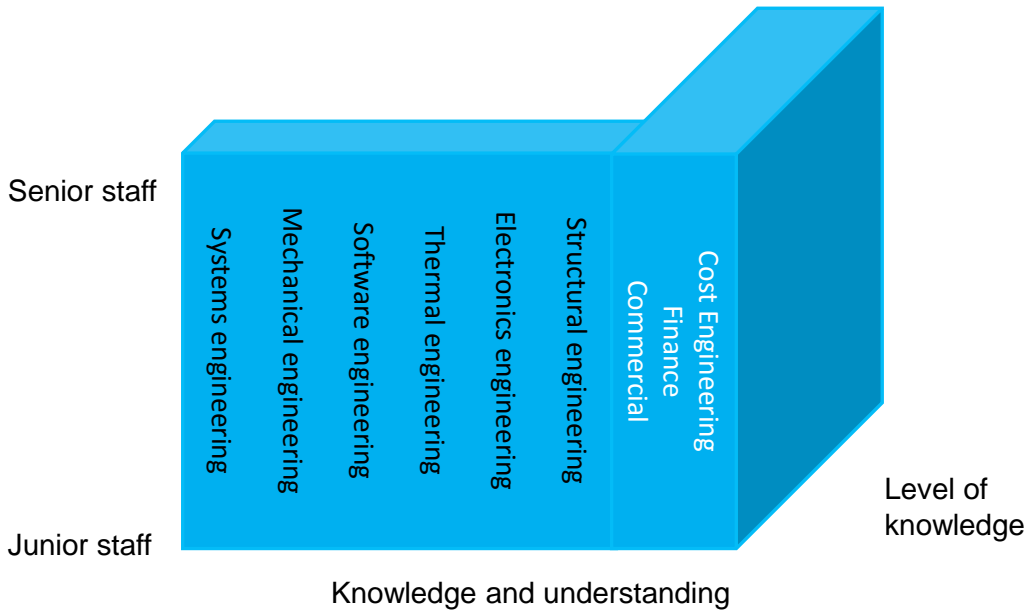 Senior staff
Systems engineering
Mechanical engineering
Software engineering
Thermal engineering
Electronics engineering
Structural engineering
Cost Engineering
Finance
Commercial
Level of
knowledge
Junior staff
Knowledge and understanding